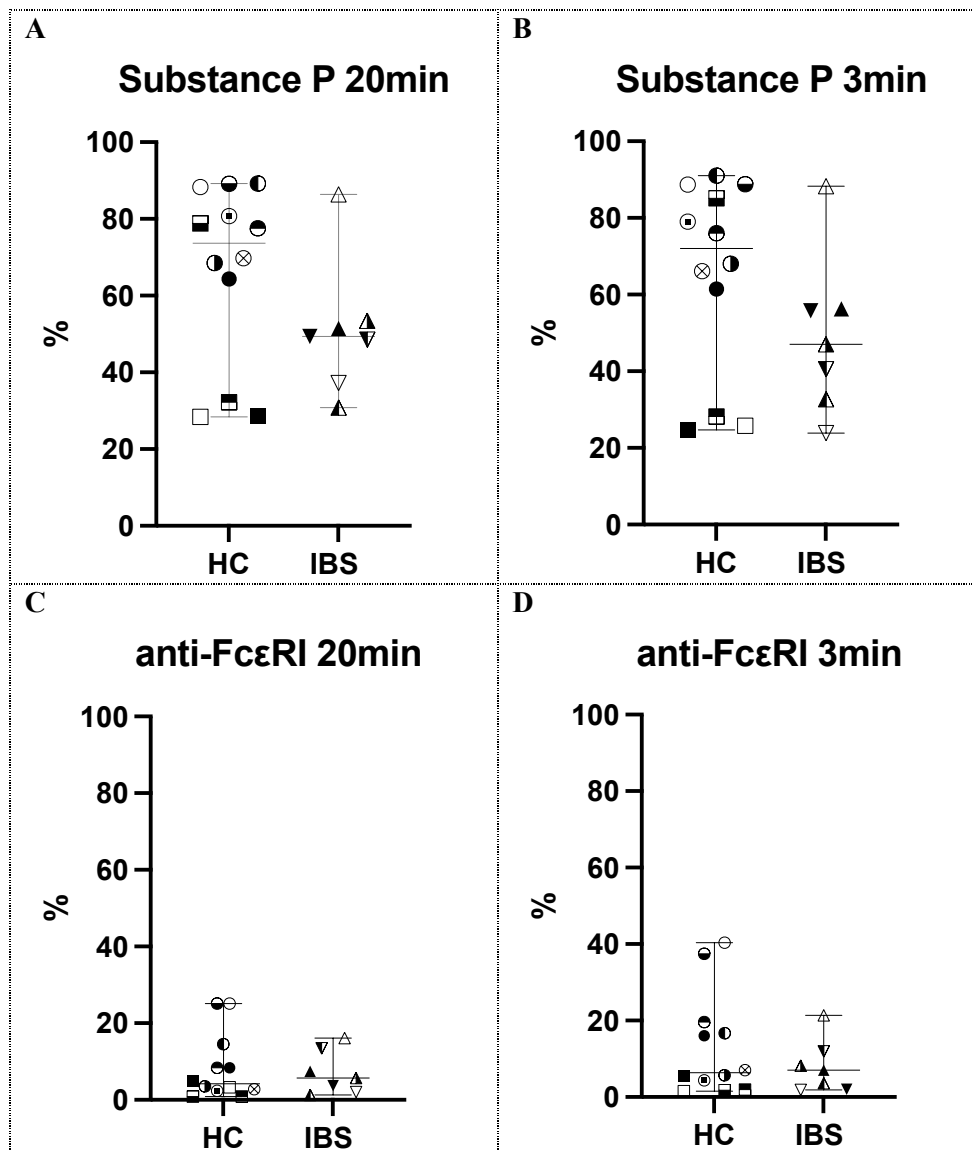 A
Substance P 20min
100
80
60
40
20
0
%
HC IBS
B
Substance P 3min
100
80
60
40
20
0
%
HC IBS
C
anti-FcεRI 20min
100
80
60
40
20
0
%
HC IBS
D
anti-FcεRI 3min
100
80
60
40
20
0
%
HC IBS